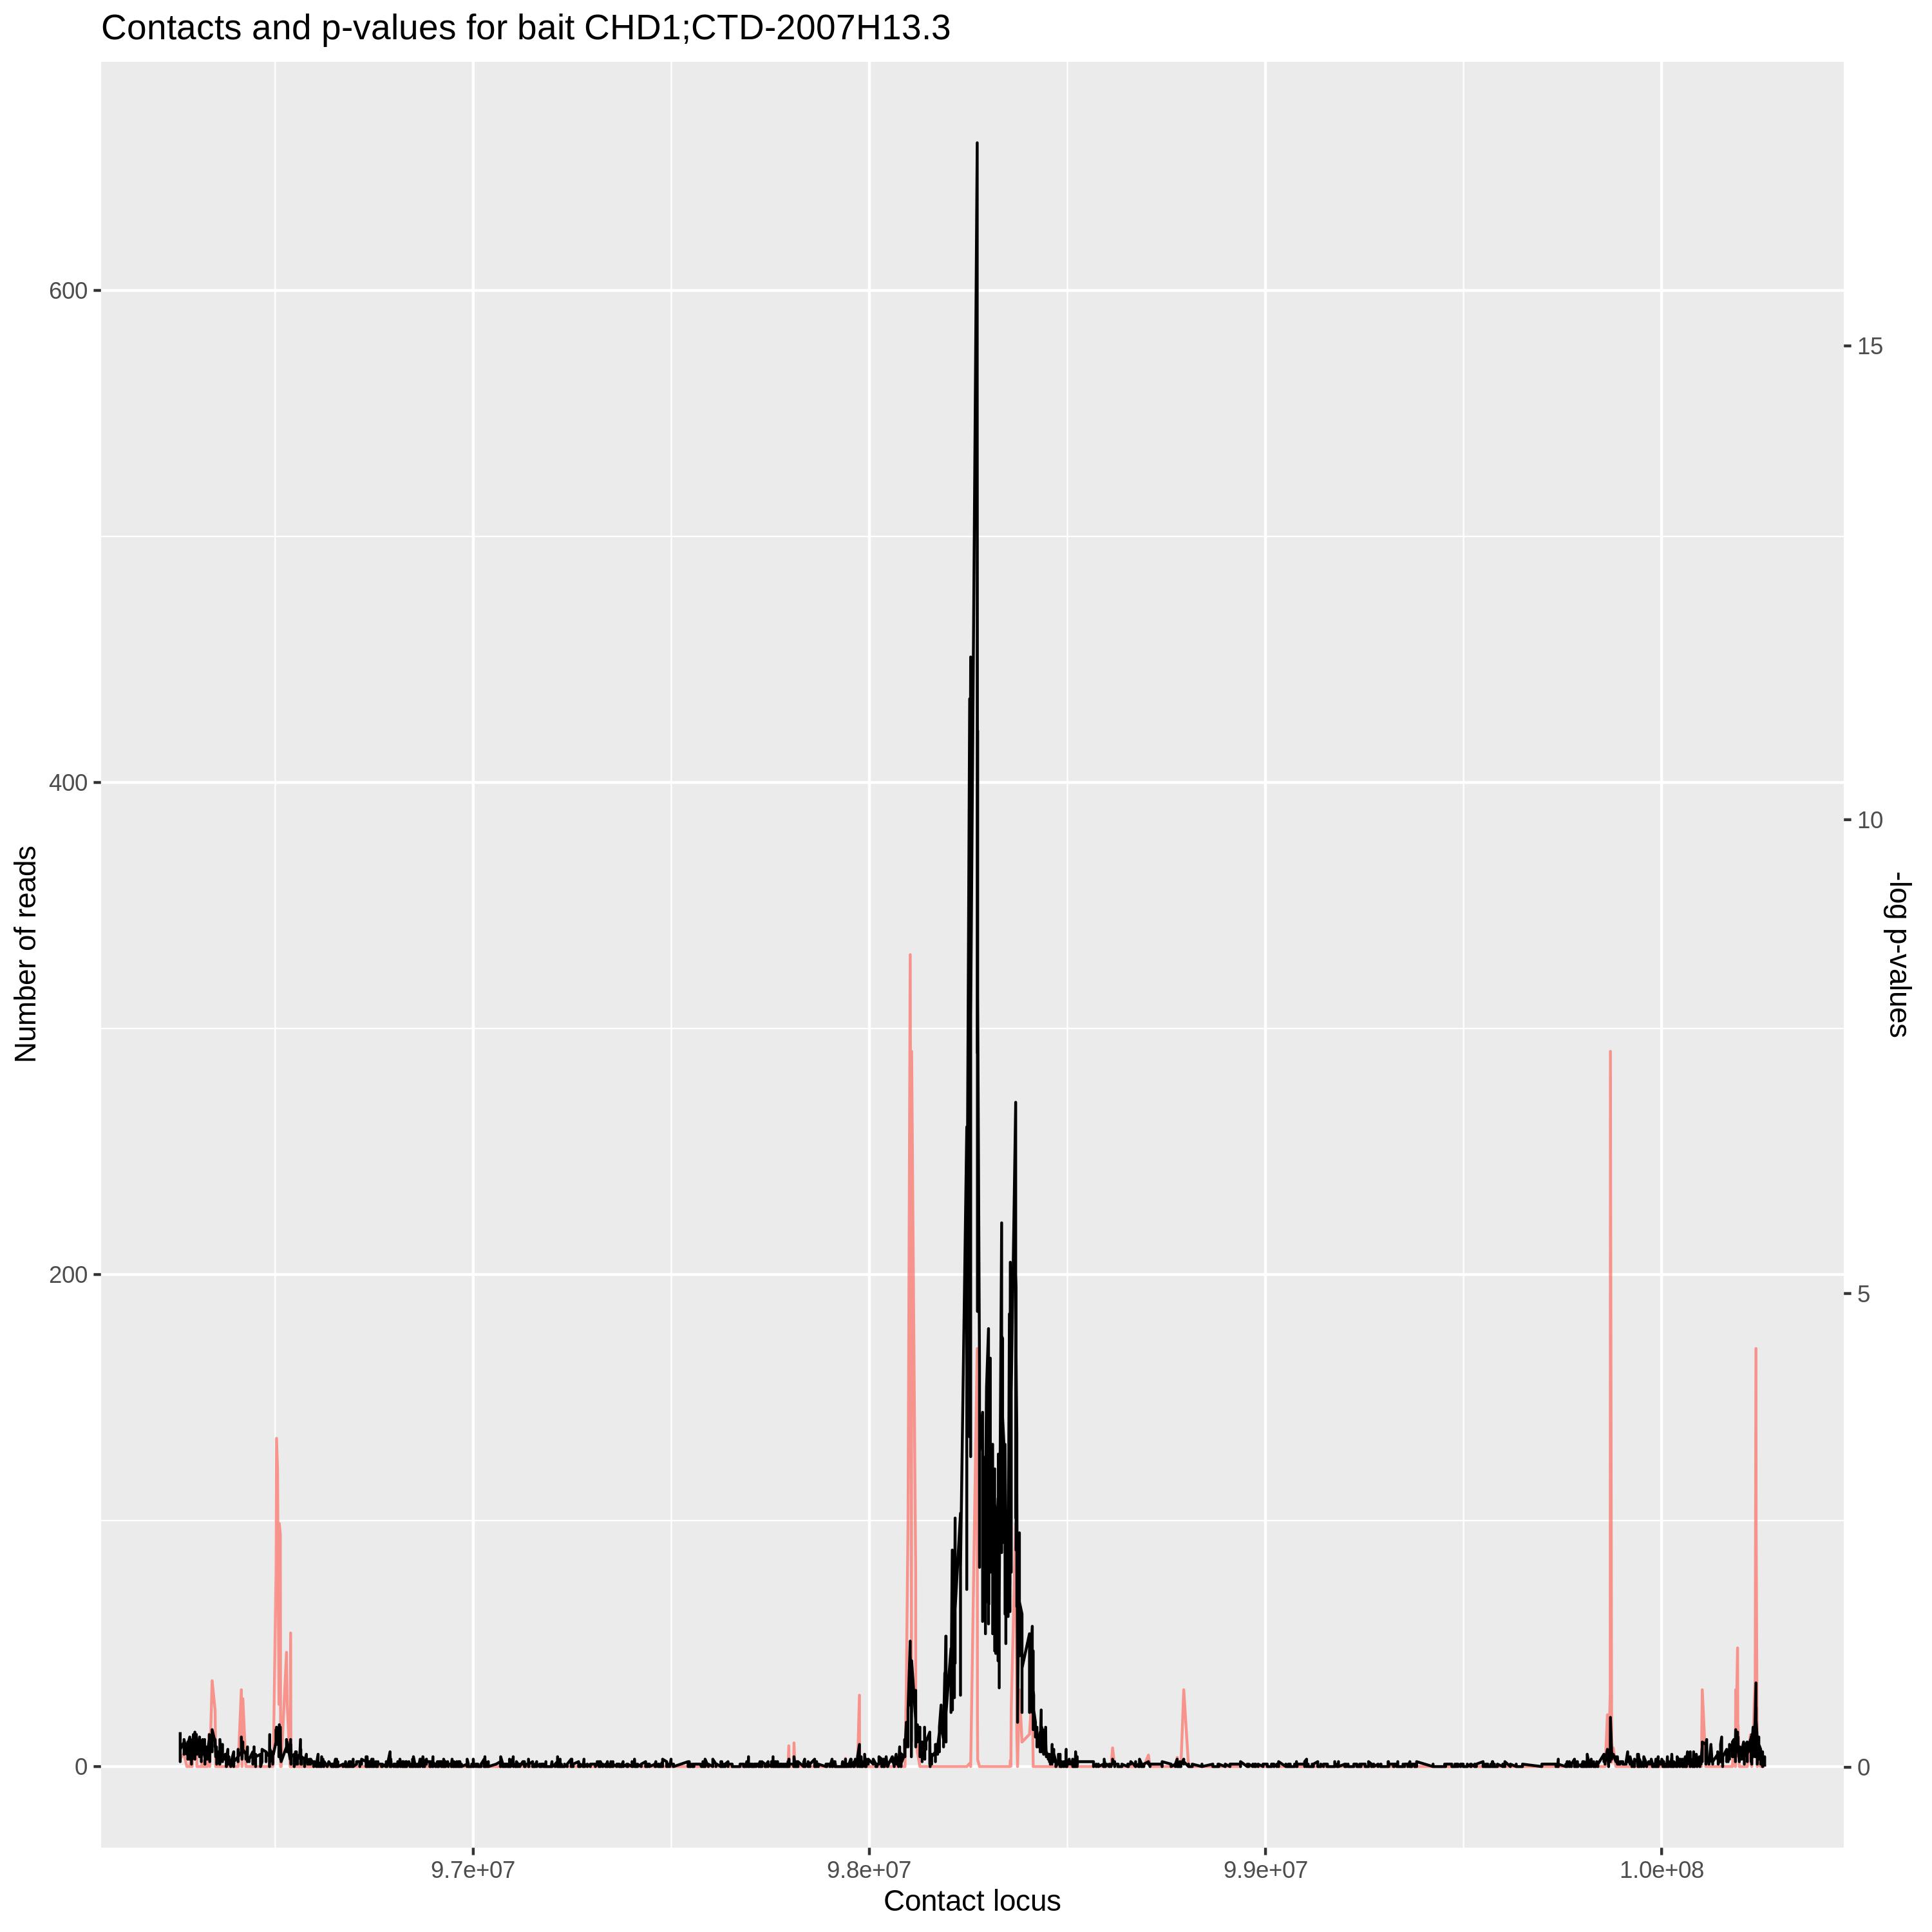 Contacts and p-values for bait CHD1;CTD-2007H13.3
600
400
200
0
Number of reads
15
10
5
0
-log p-values
9.7e+07
9.8e+07
9.9e+07
1.0e+08
Contact locus